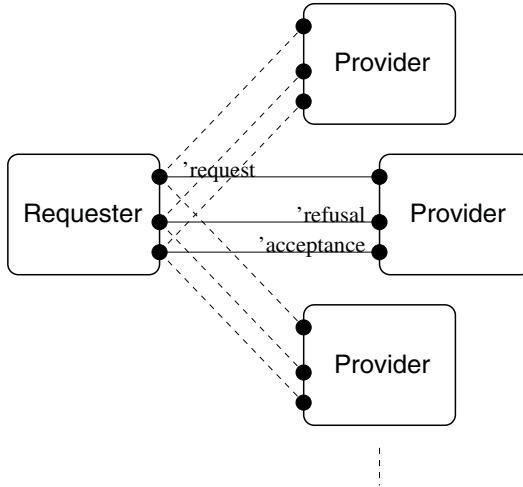 Provider
'request
Requester
'refusal
Provider
'acceptance
Provider